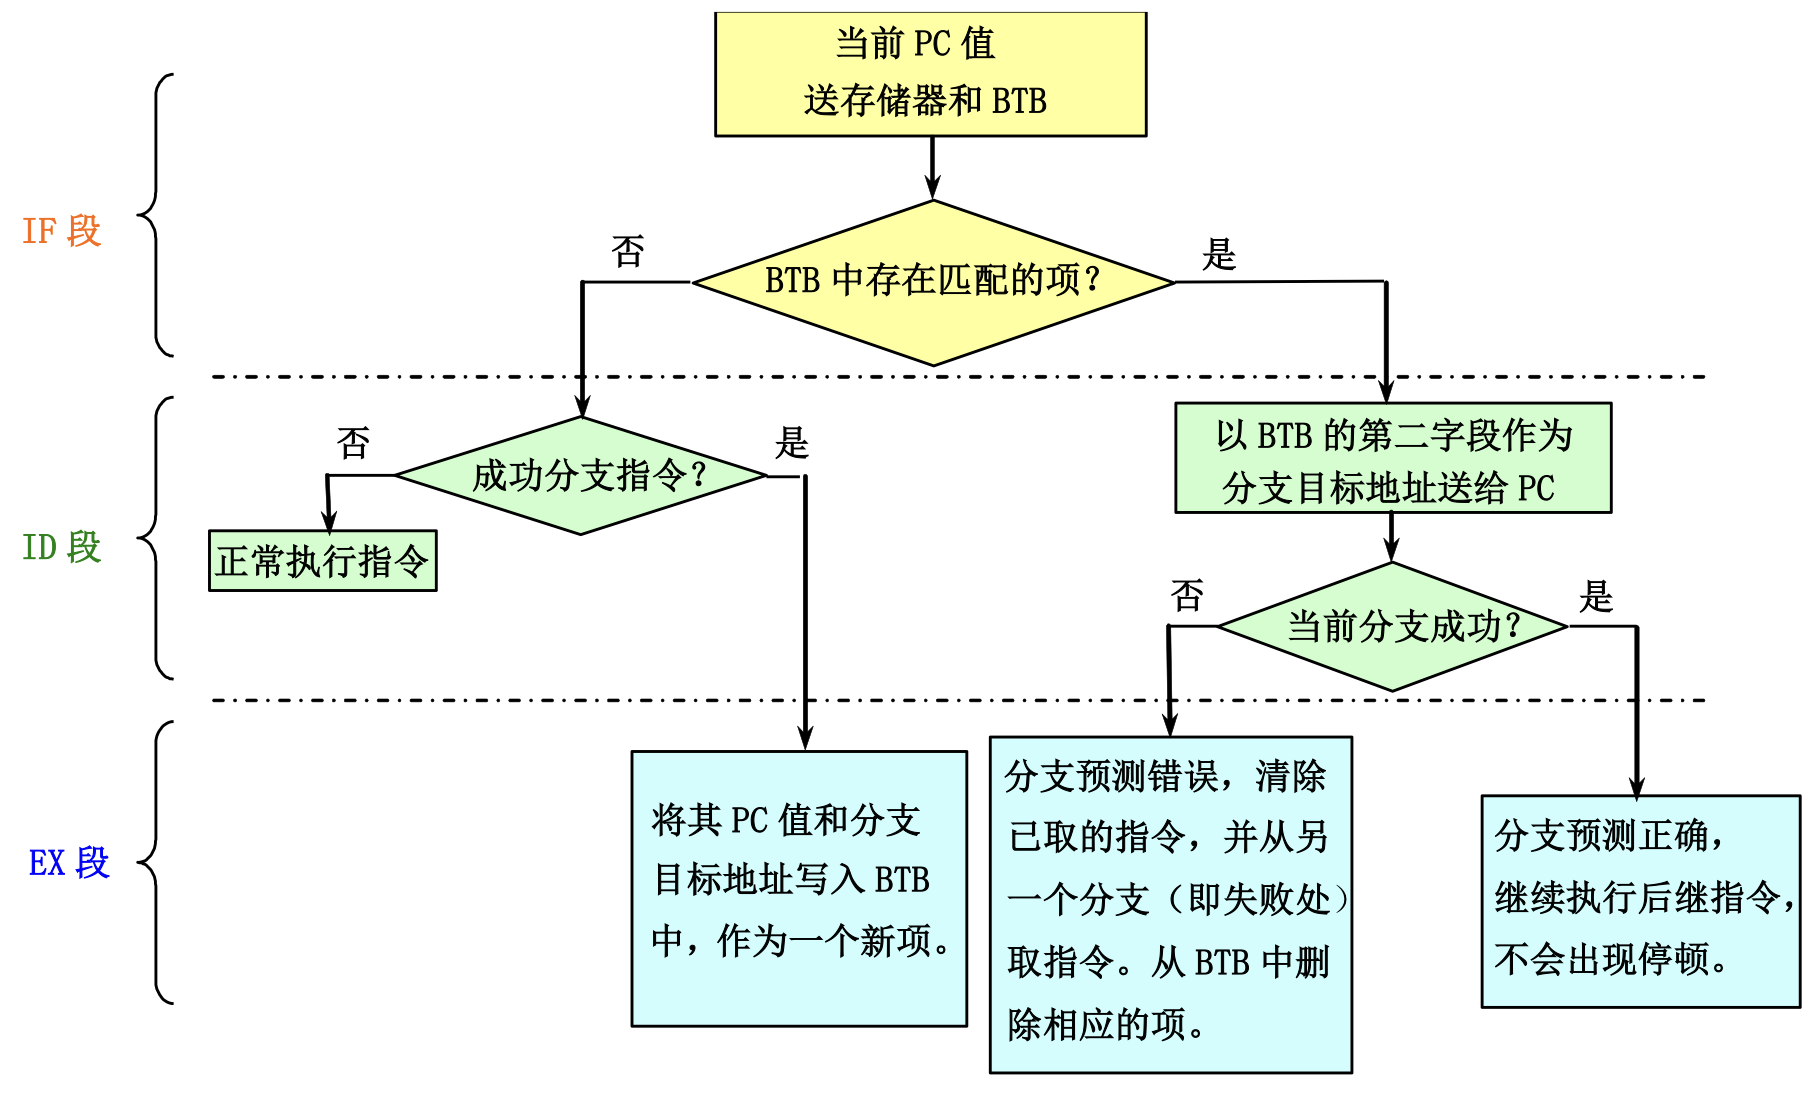 当前 PC 值
送存储器和 BTB
IF 段
否
BTB 中存在匹配的项？
是
否
成功分支指令？
是
以 BTB 的第二字段作为
分支目标地址送给 PC
ID 段
正常执行指令
否
当前分支成功？
是
EX 段
将其 PC 值和分支
目标地址写入 BTB
中，作为一个新项。
分支预测错误，清除
已取的指令，并从另
一个分支（即失败处）
取指令。从 BTB 中删
除相应的项。
分支预测正确，
继续执行后继指令，
不会出现停顿。